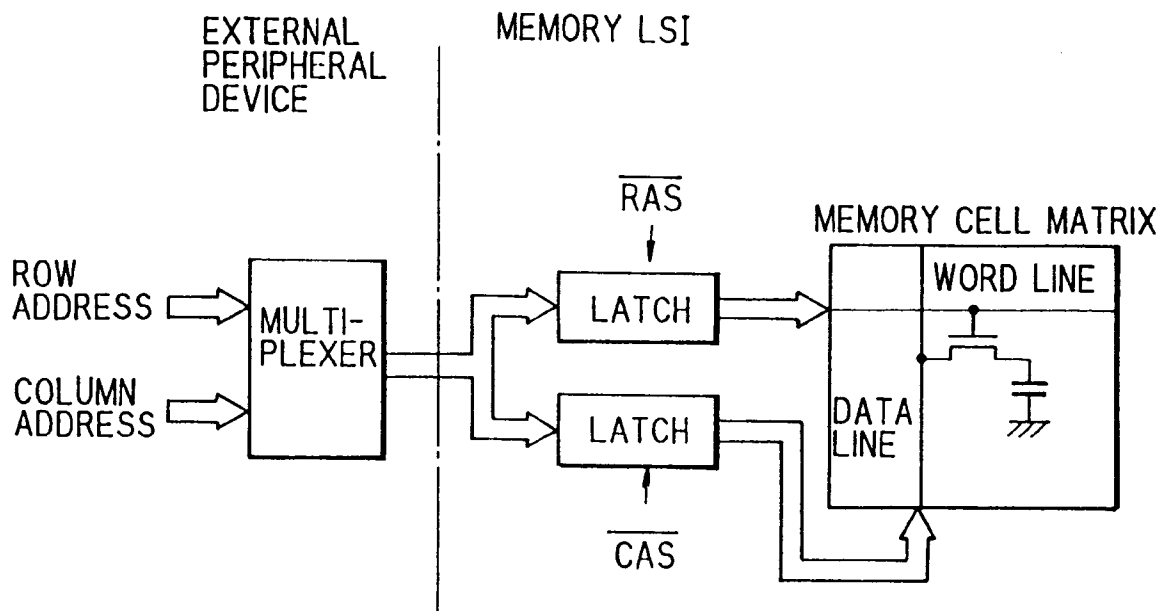 EXTERNAL
PERIPHERAL
DEVICE
MEMORY LSI
RAS
MEMORY CELL MATRIX
ROW
ADDRESS
MULTI-
PLEXER
LATCH
WORD LINE
COLUMN
ADDRESS
LATCH
DATA
LINE
CAS